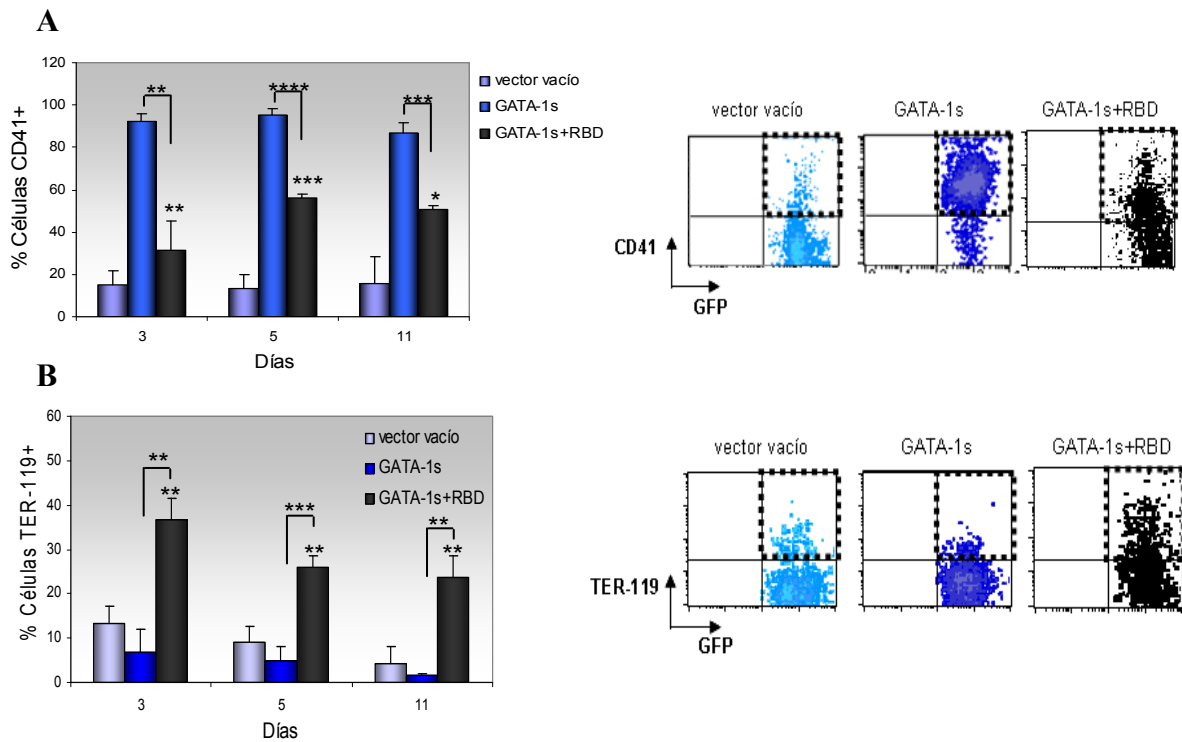 A
% Células CD41+
120
100
80
60
40
20
0
** **** ***
** *** *
3 5 11
Días
vector vacío
GATA-1s
GATA-1s+RBD
vector vacío GATA-1s GATA-1s+RBD
CD41
GFP
B
% Células TER-119+
60
50
40
30
20
10
0
vector vacío
GATA-1s
GATA-1s+RBD
** *** **
** ** **
3 5 11
Días
vector vacío GATA-1s GATA-1s+RBD
TER-119
GFP